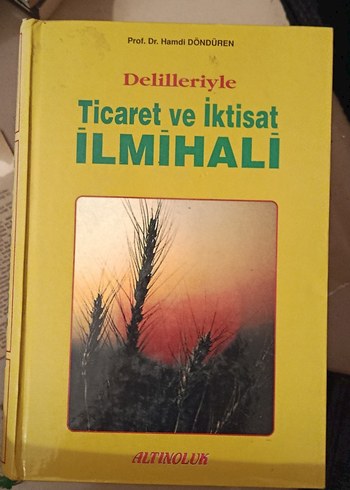 Prof. Dr. Hamdi DÖNDÜREN
Delilleriyle
Ticaret ve İktisat
İLMİHALİ
ALTINOLUK